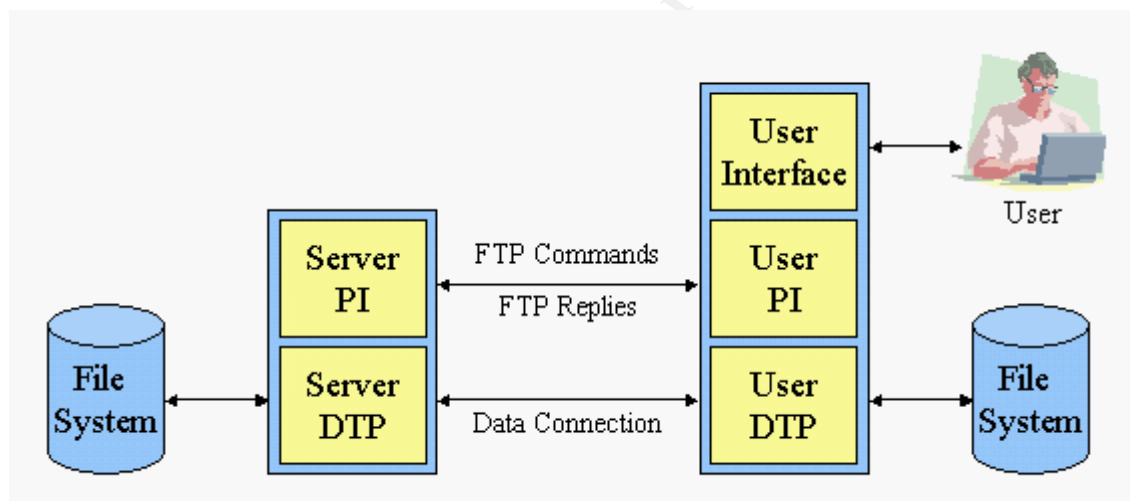 User
Interface
User
Server
PI
FTP Commands
FTP Replies
User
PI
File
System
Server
DTP
Data Connection
User
DTP
File
System